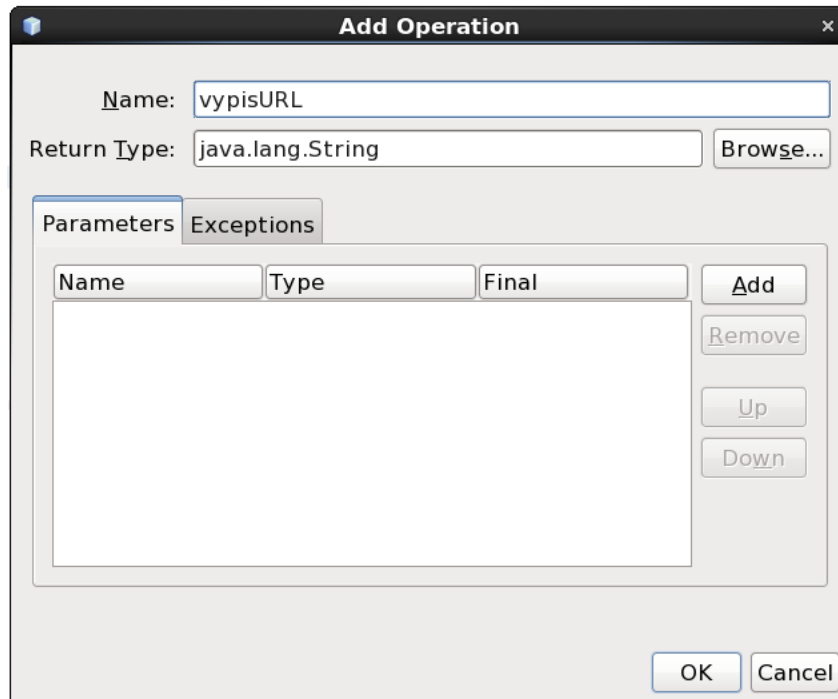 Add Operation
Name: vypisURL
Return Type: java.lang.String Browse...
Parameters Exceptions
Name Type Final Add
Remove
Up
Down
OK Cancel